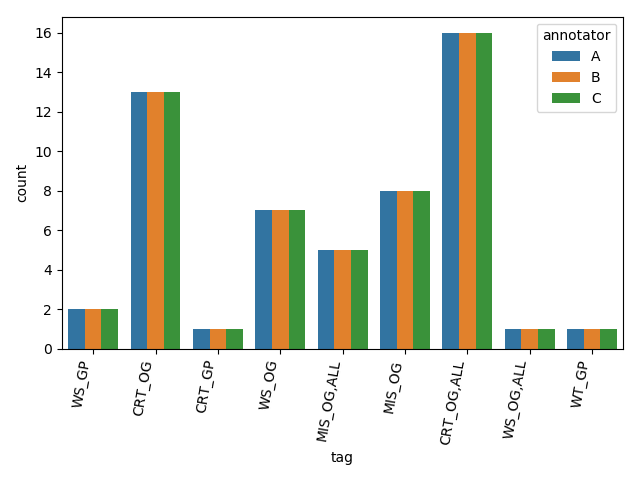 annotator
A
B
C
16
14
12
10
8
6
4
2
0
count
WS_GP
CRT_OG
CRT_GP
WS_OG
MIS_OG,ALL
MIS_OG
CRT_OG,ALL
WS_OG,ALL
WT_GP
tag